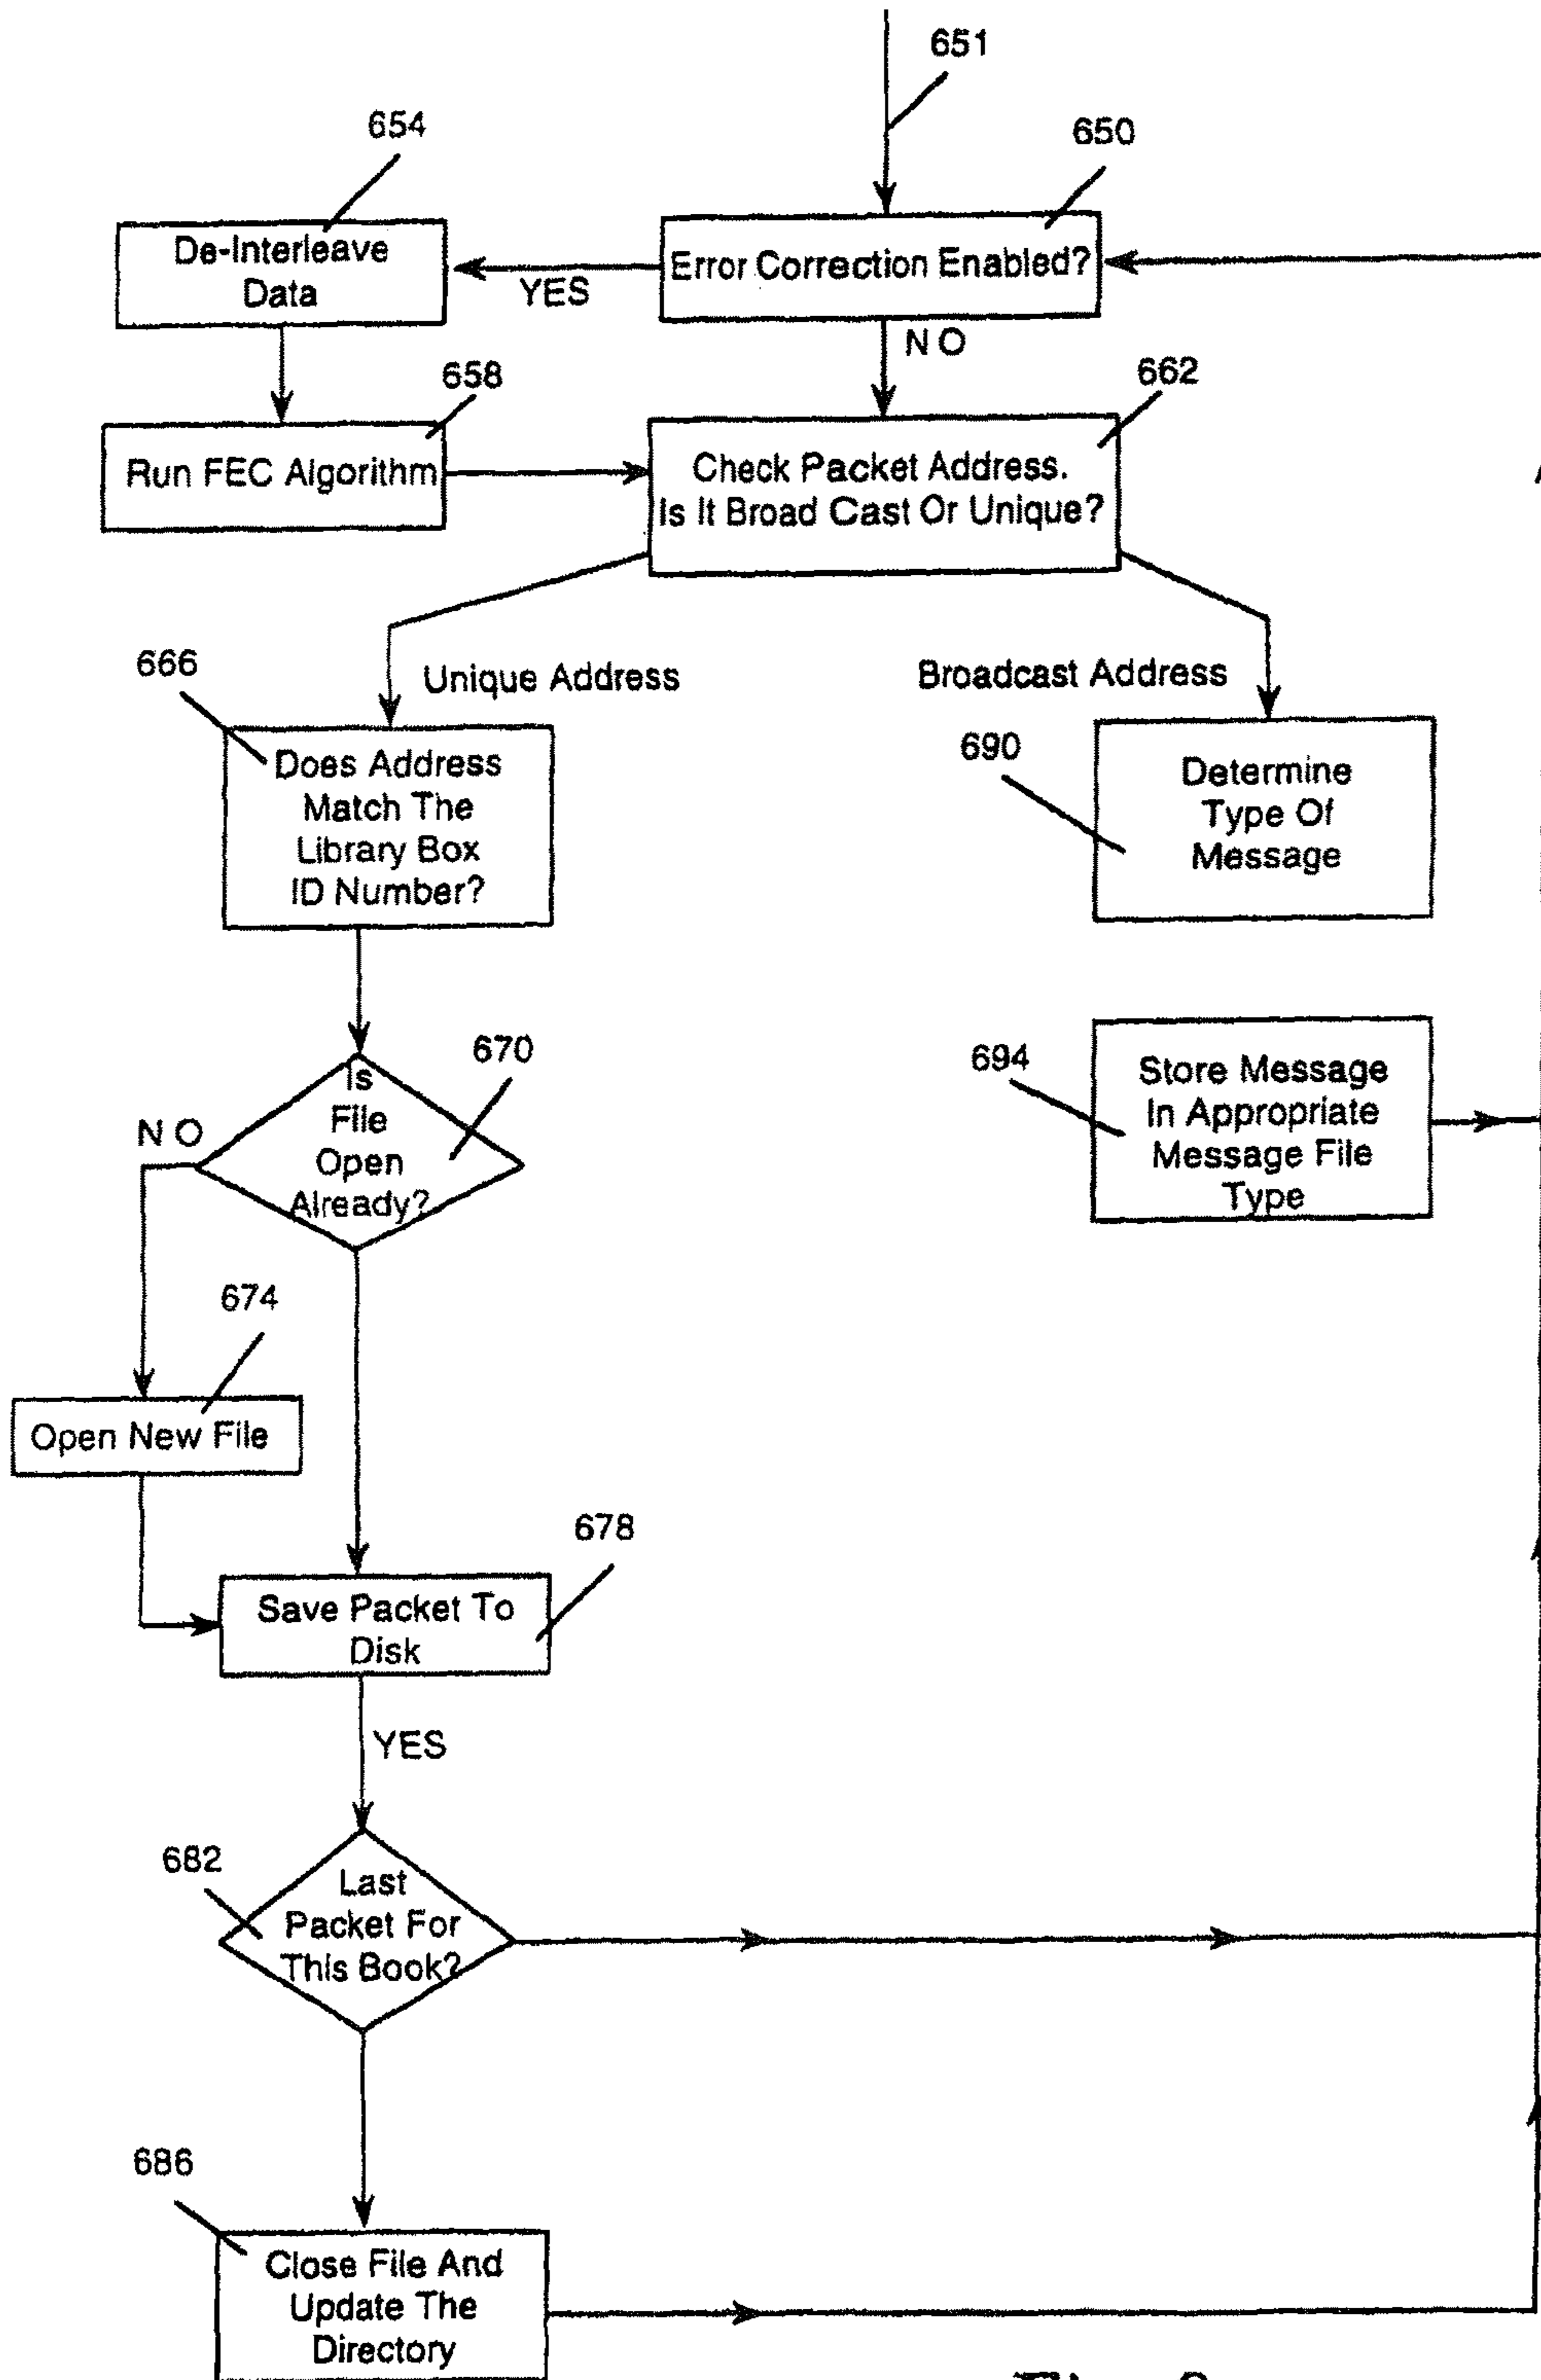 651
654
650
De-Interleave
Data
Error Correction Enabled?
YES
NO
658
662
Run FEC Algorithm
Check Packet Address.
Is It Broad Cast Or Unique?
666
Unique Address
Broadcast Address
Does Address
Match The
Library Box
ID Number?
690
Determine
Type Of
Message
670
Is
File
Open
Already?
NO
694
Store Message
In Appropriate
Message File
Type
674
Open New File
678
Save Packet To
Disk
YES
682
Last
Packet For
This Book?
686
Close File And
Update The
Directory